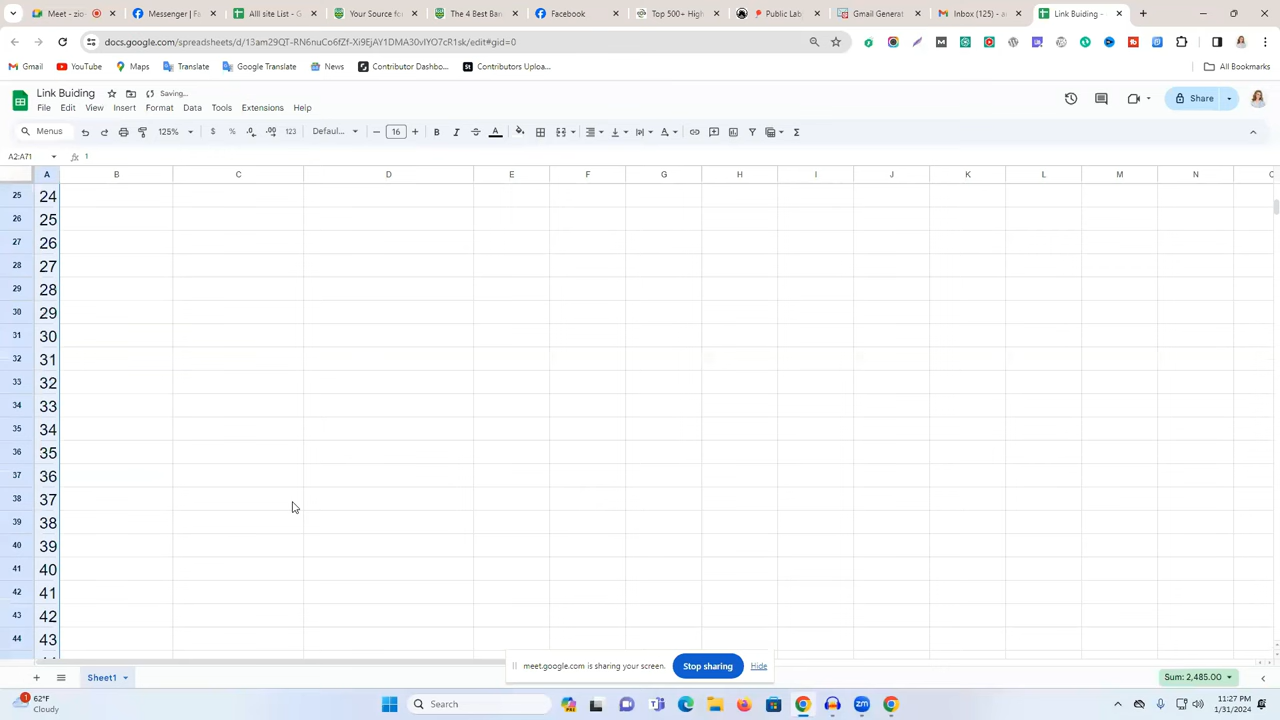 Meet - zio
Messenger | F
Alll site List - G
Your Source fo
The 4 Best Ba
Facebook
Top 500+ High
Public Lab
Gmail Generat
Inbox (125) - a
Link Buiding -
docs.google.com/spreadsheets/d/13am29QT-RN6nuCo6fZf-Xi9EjAY1DMA30vIYO7cR1sk/edit#gid=0
Gmail YouTube Maps Translate Google Translate News Contributor Dashbo... Contributors Uploa... All Bookmarks
Link Buiding Saving...
File Edit View Insert Format Data Tools Extensions Help
Share
Menus 125% $ % .0 .00 123 Defaul... 16 B I S A
A2:A71 fx 1
A B C D E F G H I J K L M N
25 24
26 25
27 26
28 27
29 28
30 29
31 30
32 31
33 32
34 33
35 34
36 35
37 36
38 37
39 38
40 39
41 40
42 41
43 42
44 43
meet.google.com is sharing your screen. Stop sharing Hide
Sheet1 Sum: 2,485.00
62°F
Cloudy
1
Search
11:27 PM
1/31/2024